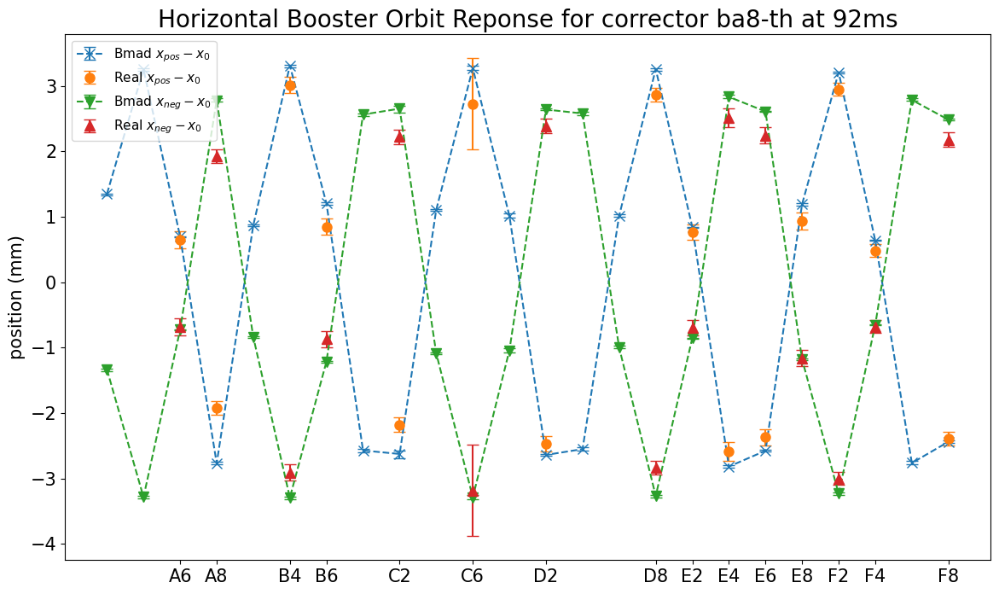 Horizontal Booster Orbit Reponse for corrector ba8-th at 92ms
Bmad x_pos − x_0
Real x_pos − x_0
Bmad x_neg − x_0
Real x_neg − x_0
position (mm)
3
2
1
0
−1
−2
−3
−4
A6 A8 B4 B6 C2 C6 D2 D8 E2 E4 E6 E8 F2 F4 F8